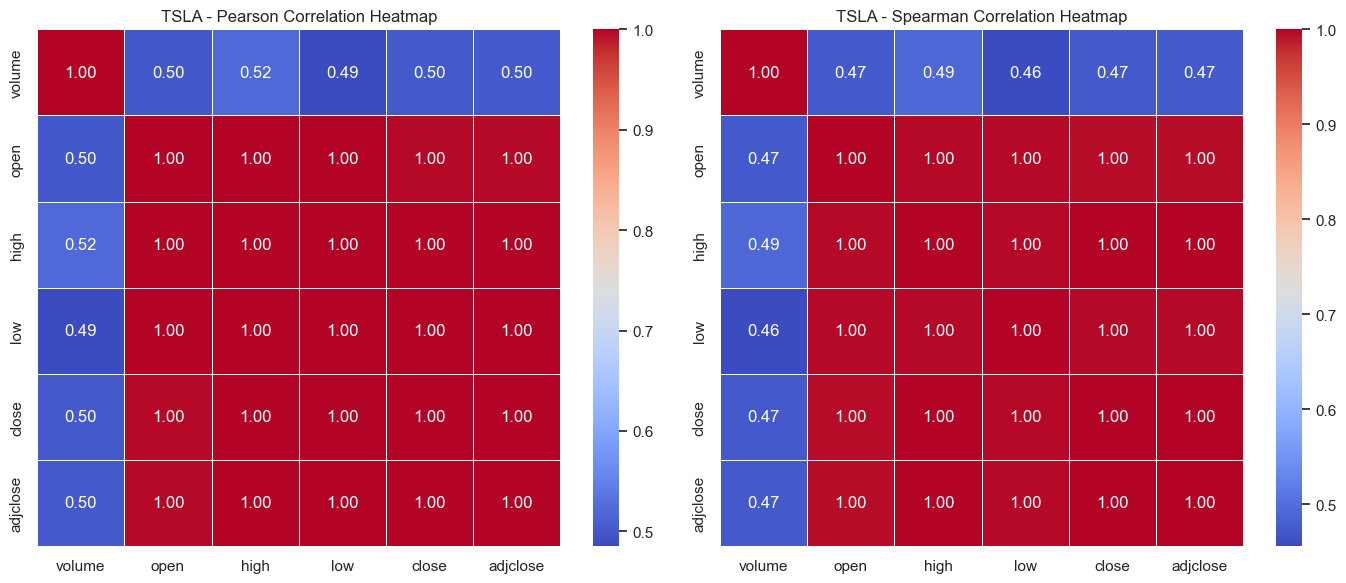 TSLA - Pearson Correlation Heatmap
volume 1.00 0.50 0.52 0.49 0.50 0.50
open 0.50 1.00 1.00 1.00 1.00 1.00
high 0.52 1.00 1.00 1.00 1.00 1.00
low 0.49 1.00 1.00 1.00 1.00 1.00
close 0.50 1.00 1.00 1.00 1.00 1.00
adjclose 0.50 1.00 1.00 1.00 1.00 1.00
volume open high low close adjclose
1.0
0.9
0.8
0.7
0.6
0.5
TSLA - Spearman Correlation Heatmap
volume 1.00 0.47 0.49 0.46 0.47 0.47
open 0.47 1.00 1.00 1.00 1.00 1.00
high 0.49 1.00 1.00 1.00 1.00 1.00
low 0.46 1.00 1.00 1.00 1.00 1.00
close 0.47 1.00 1.00 1.00 1.00 1.00
adjclose 0.47 1.00 1.00 1.00 1.00 1.00
volume open high low close adjclose
1.0
0.9
0.8
0.7
0.6
0.5